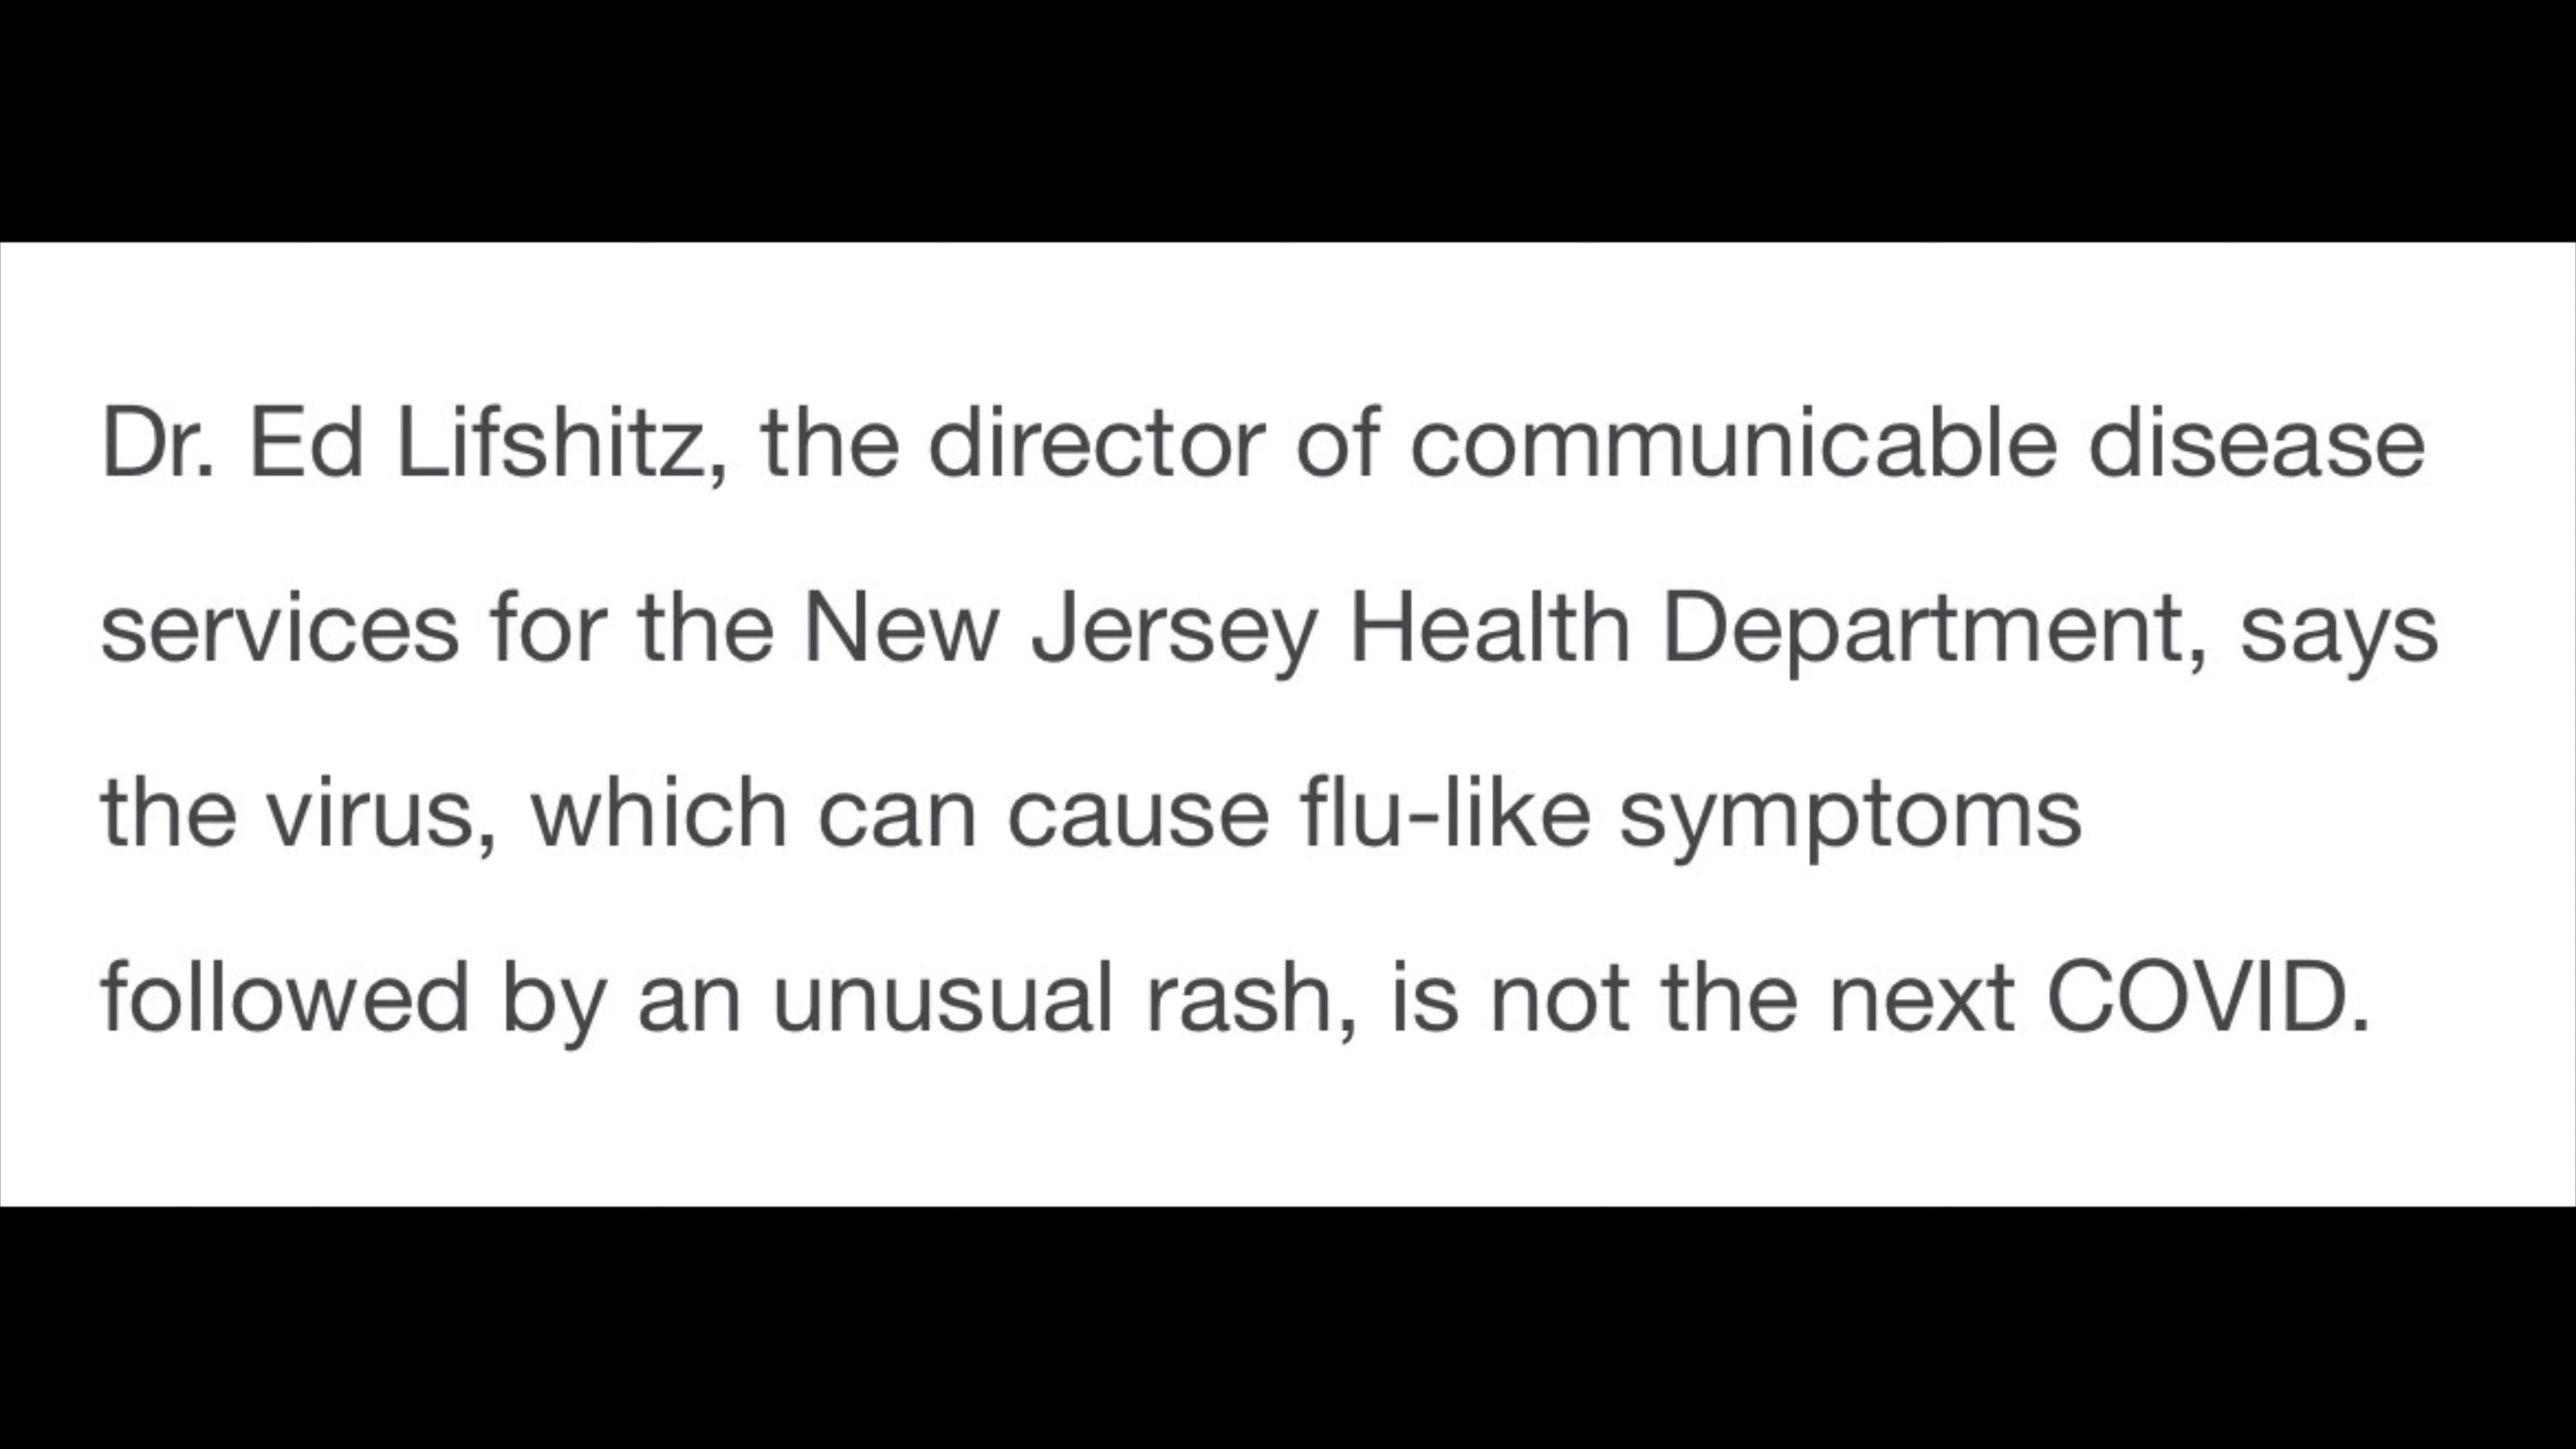 Dr. Ed Lifshitz, the director of communicable disease
services for the New Jersey Health Department, says
the virus, which can cause flu-like symptoms
followed by an unusual rash, is not the next COVID.